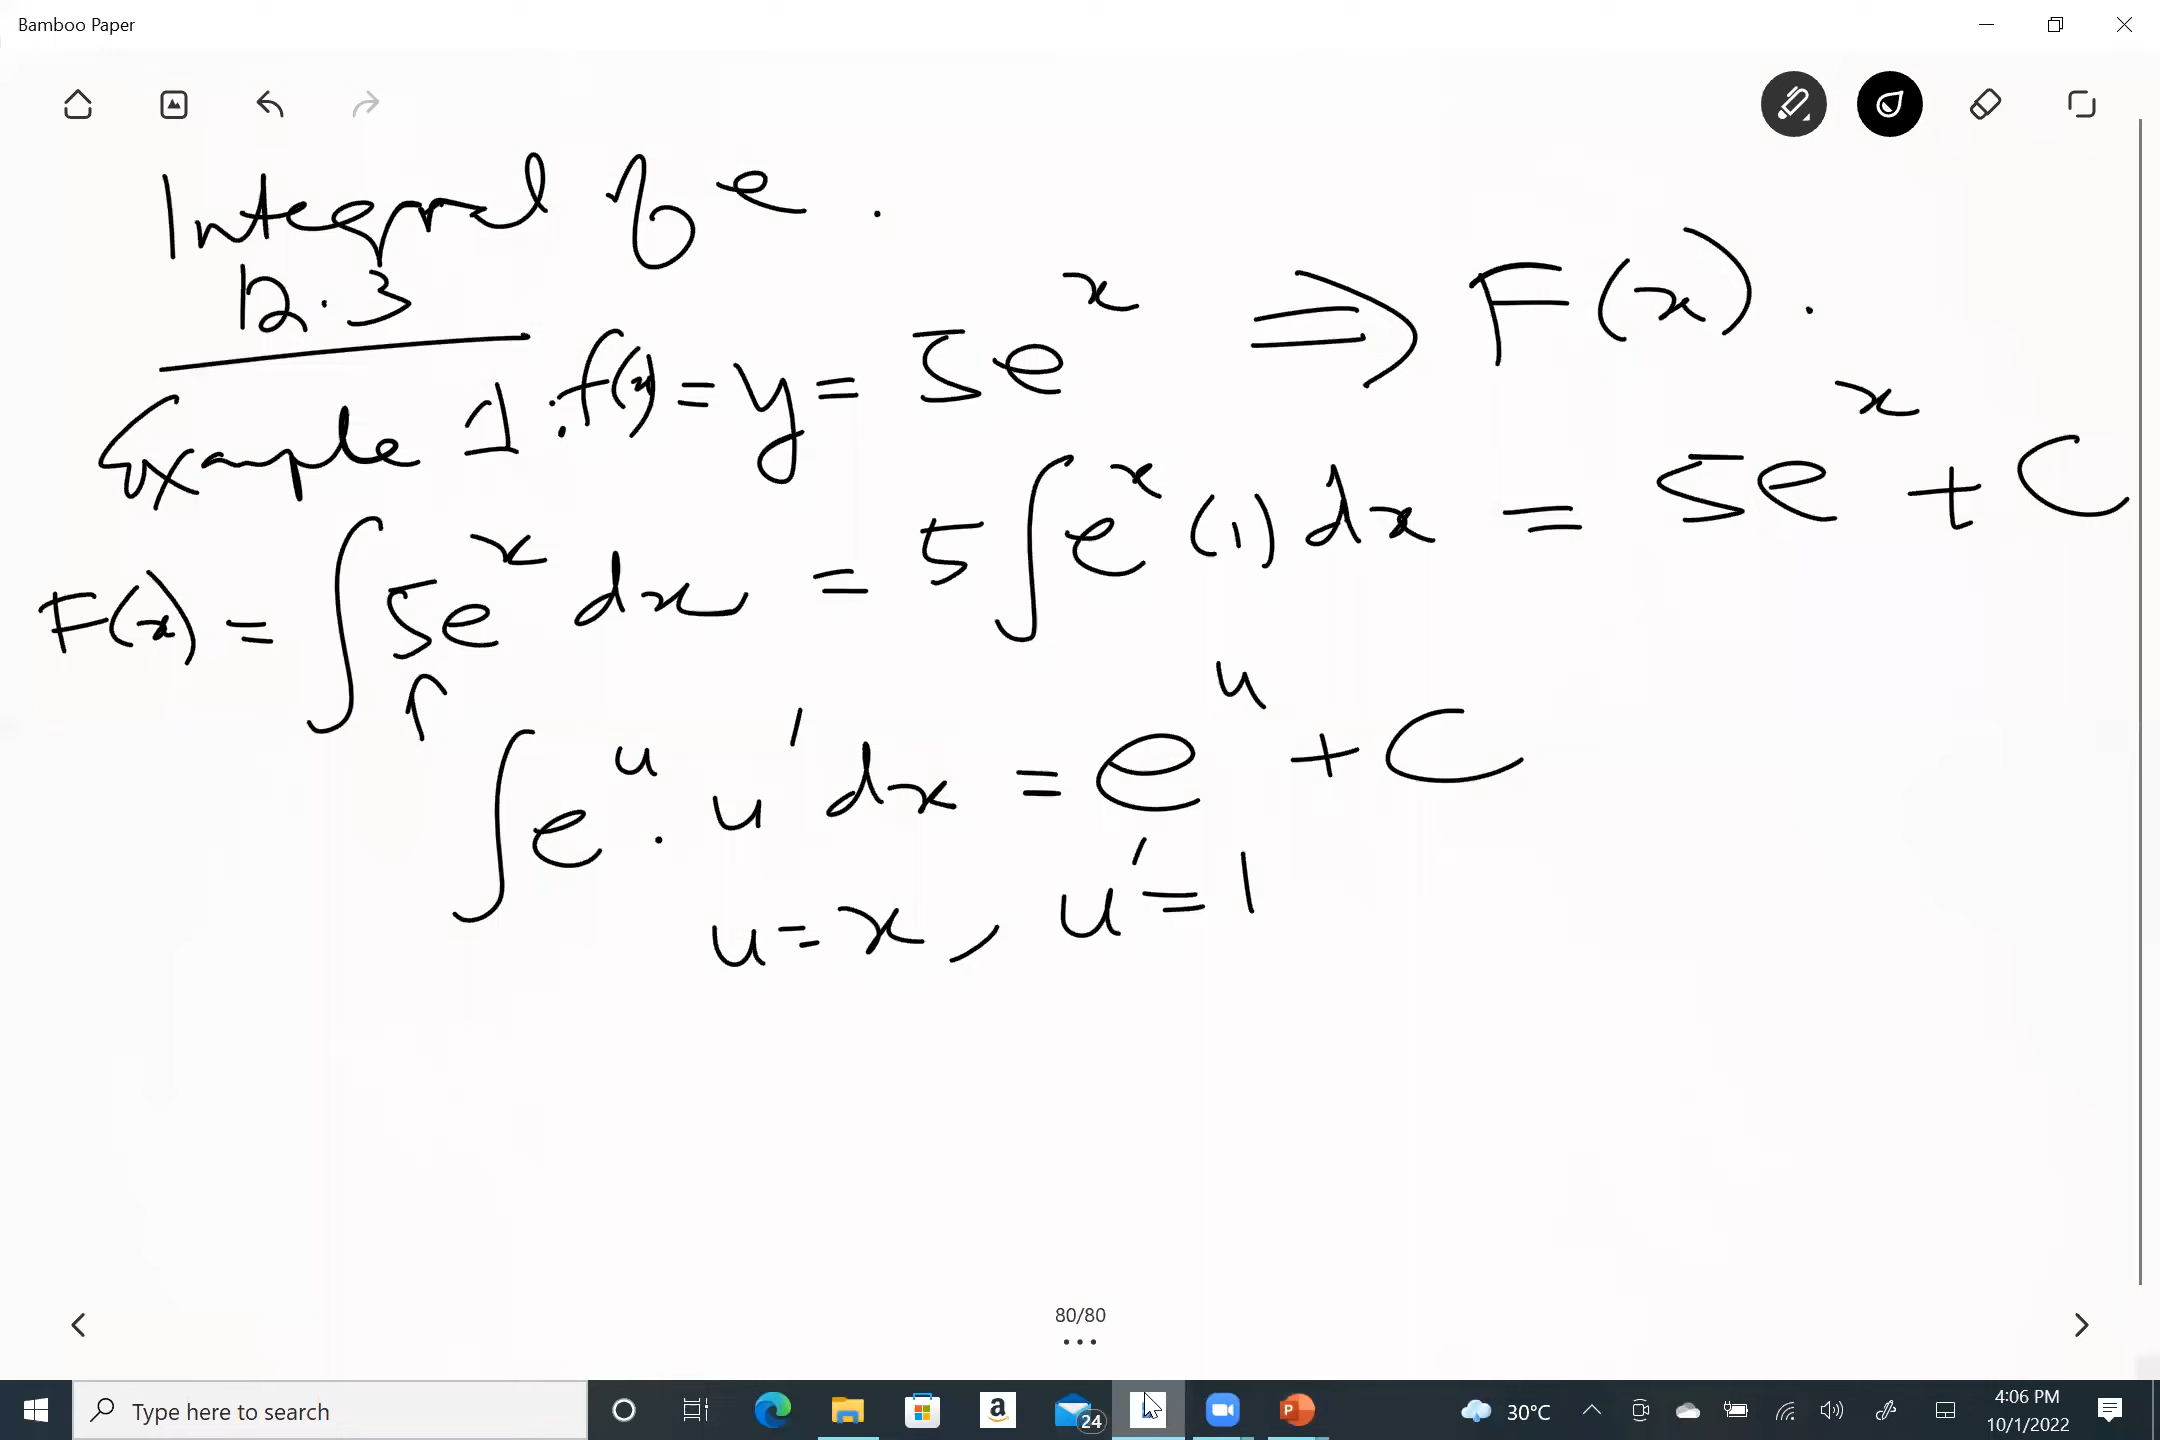 Bamboo Paper
Integral of e.
12.3
Example 1: f(x) = y = 5e^x ⇒ F(x).
F(x) = ∫ 5e^x dx = 5 ∫ e^x (1) dx = 5e^x + C
∫ e^u · u' dx = e^u + C
u = x, u' = 1
80/80
Type here to search
a
24
P
30°C
4:06 PM
10/1/2022